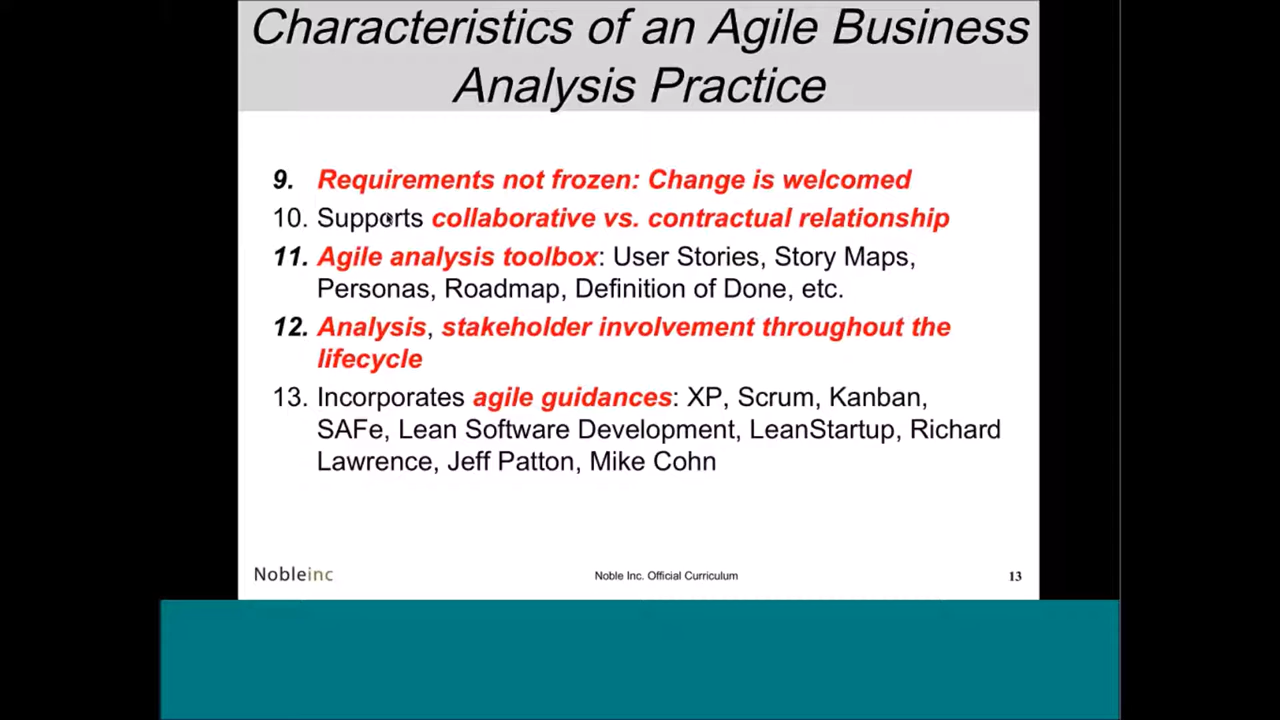 Characteristics of an Agile Business
Analysis Practice
9. Requirements not frozen: Change is welcomed
10. Supports collaborative vs. contractual relationship
11. Agile analysis toolbox: User Stories, Story Maps,
Personas, Roadmap, Definition of Done, etc.
12. Analysis, stakeholder involvement throughout the
lifecycle
13. Incorporates agile guidances: XP, Scrum, Kanban,
SAFe, Lean Software Development, LeanStartup, Richard
Lawrence, Jeff Patton, Mike Cohn
Nobleinc
Noble Inc. Official Curriculum
13